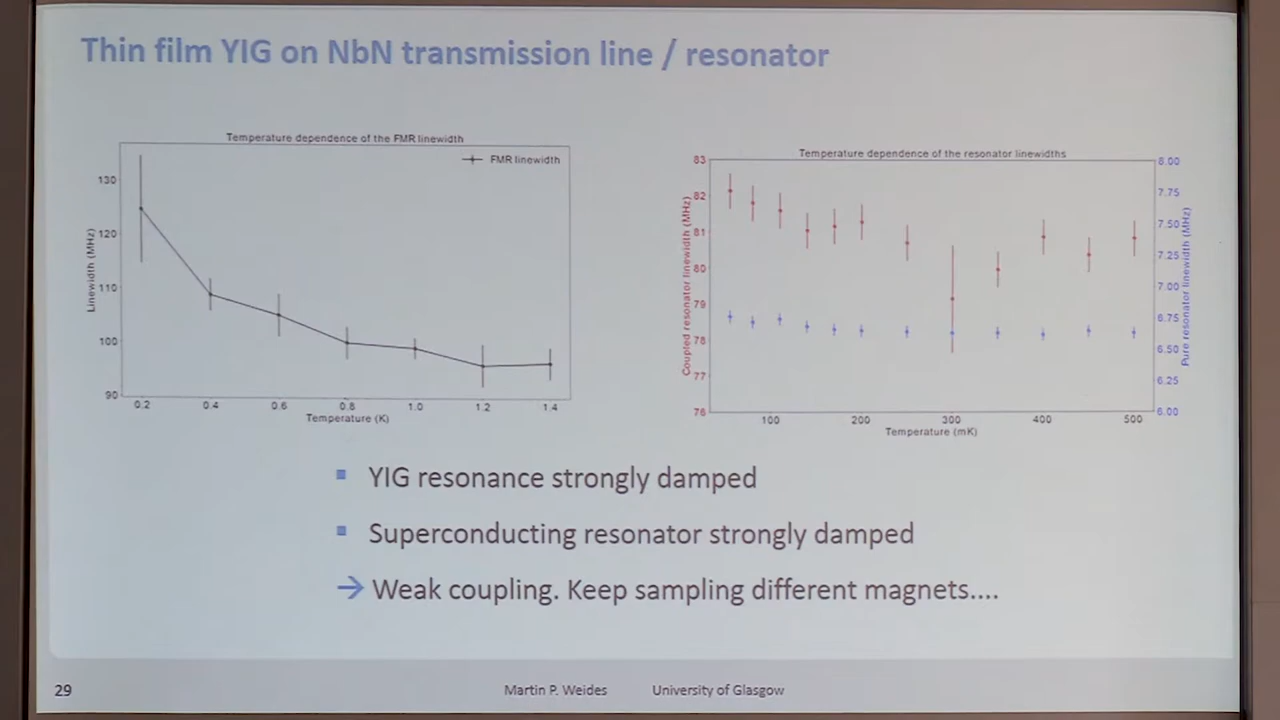 Thin film YIG on NbN transmission line / resonator
Temperature dependence of the FMR linewidth
FMR linewidth
Linewidth (MHz)
130
120
110
100
90
0.2 0.4 0.6 0.8 1.0 1.2 1.4
Temperature (K)
Temperature dependence of the resonator linewidths
Coupled resonator linewidth (MHz)
83
82
81
80
79
78
77
76
8.00
7.75
7.50
7.25
7.00
6.75
6.50
6.25
6.00
Pure resonator linewidth (MHz)
100 200 300 400 500
Temperature (mK)
▪ YIG resonance strongly damped
▪ Superconducting resonator strongly damped
→ Weak coupling. Keep sampling different magnets....
29
Martin P. Weides University of Glasgow